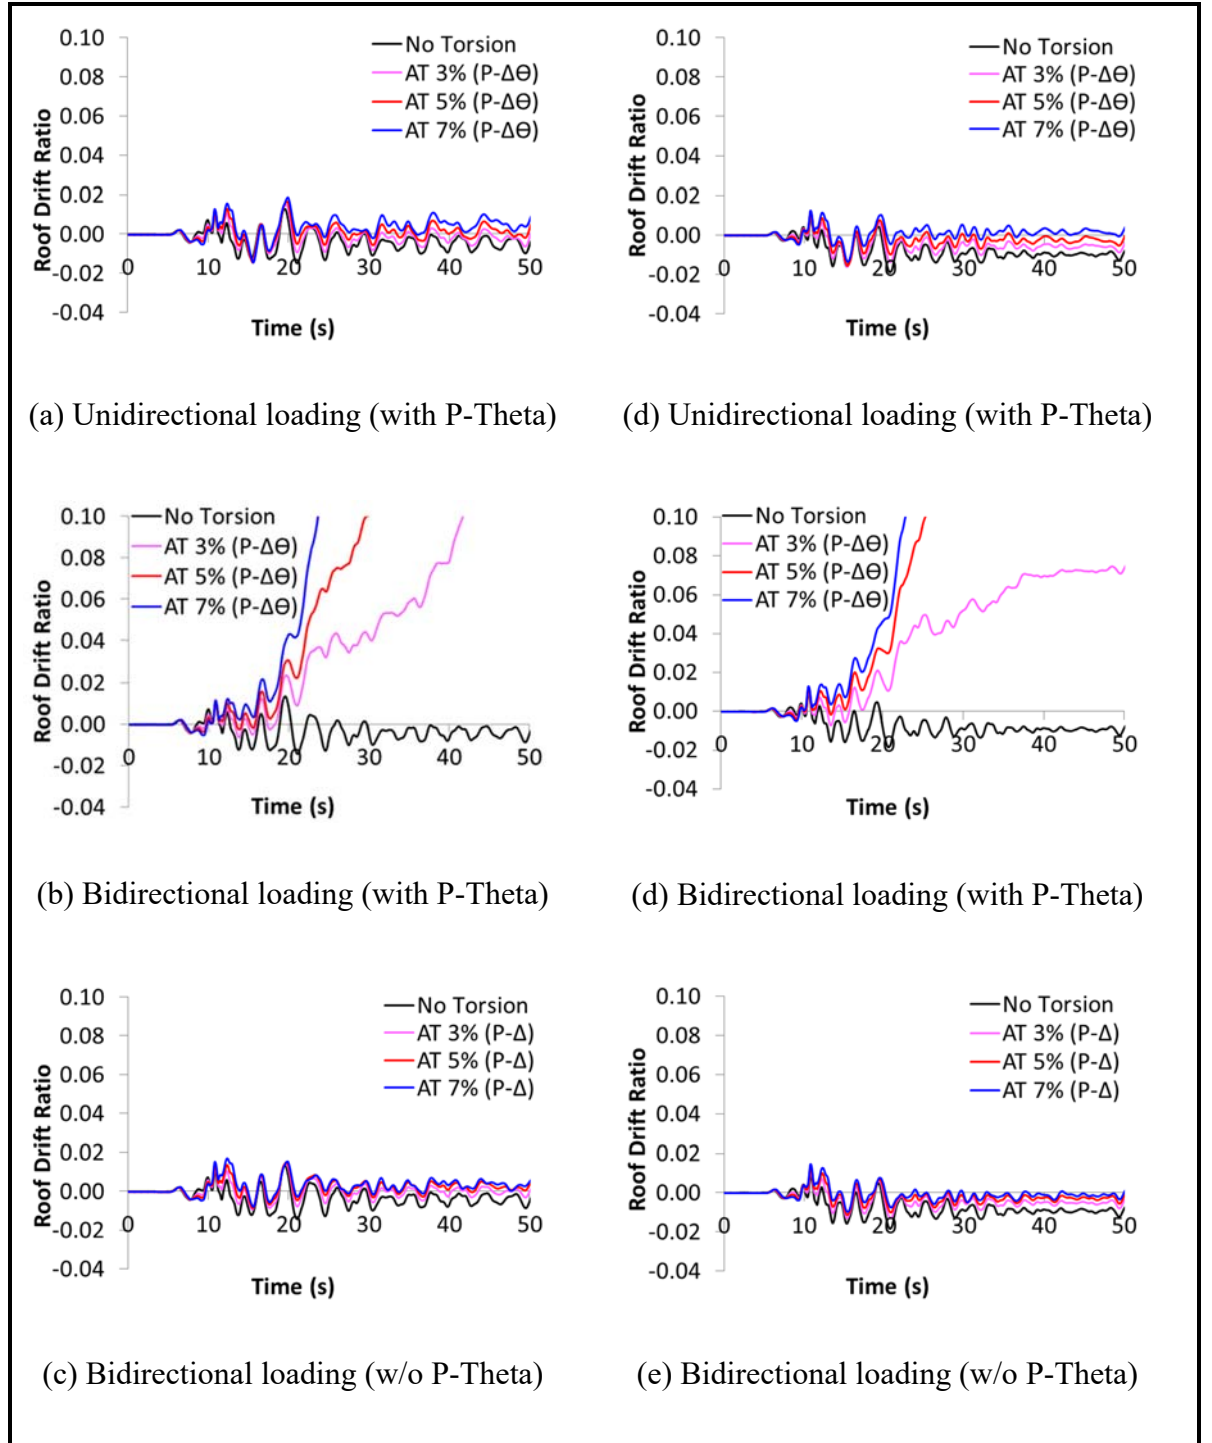 0.10
0.08
0.06
0.04
0.02
0.00
-0.02
-0.04
Roof Drift Ratio
No Torsion
AT 3% (P-ΔΘ)
AT 5% (P-ΔΘ)
AT 7% (P-ΔΘ)
0 10 20 30 40 50
Time (s)
(a) Unidirectional loading (with P-Theta)
0.10
0.08
0.06
0.04
0.02
0.00
-0.02
-0.04
Roof Drift Ratio
No Torsion
AT 3% (P-ΔΘ)
AT 5% (P-ΔΘ)
AT 7% (P-ΔΘ)
0 10 20 30 40 50
Time (s)
(d) Unidirectional loading (with P-Theta)
0.10
0.08
0.06
0.04
0.02
0.00
-0.02
-0.04
Roof Drift Ratio
No Torsion
AT 3% (P-ΔΘ)
AT 5% (P-ΔΘ)
AT 7% (P-ΔΘ)
0 10 20 30 40 50
Time (s)
(b) Bidirectional loading (with P-Theta)
0.10
0.08
0.06
0.04
0.02
0.00
-0.02
-0.04
Roof Drift Ratio
No Torsion
AT 3% (P-ΔΘ)
AT 5% (P-ΔΘ)
AT 7% (P-ΔΘ)
0 10 20 30 40 50
Time (s)
(d) Bidirectional loading (with P-Theta)
0.10
0.08
0.06
0.04
0.02
0.00
-0.02
-0.04
Roof Drift Ratio
No Torsion
AT 3% (P-Δ)
AT 5% (P-Δ)
AT 7% (P-Δ)
0 10 20 30 40 50
Time (s)
(c) Bidirectional loading (w/o P-Theta)
0.10
0.08
0.06
0.04
0.02
0.00
-0.02
-0.04
Roof Drift Ratio
No Torsion
AT 3% (P-Δ)
AT 5% (P-Δ)
AT 7% (P-Δ)
0 10 20 30 40 50
Time (s)
(e) Bidirectional loading (w/o P-Theta)